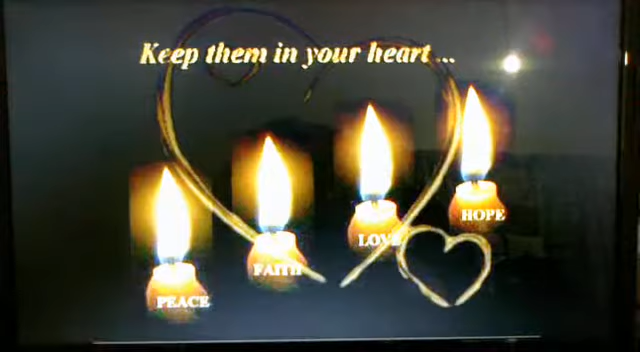 Keep them in your heart ...
HOPE
LOVE
FAITH
PEACE